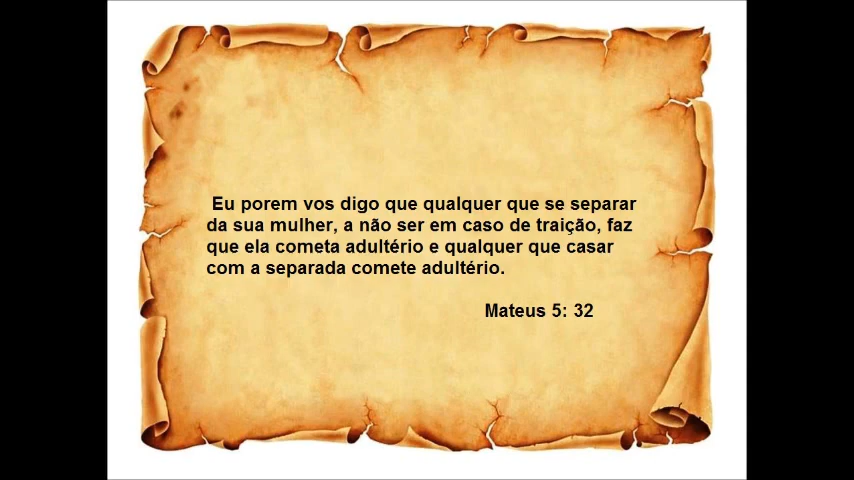 Eu porem vos digo que qualquer que se separar
da sua mulher, a não ser em caso de traição, faz
que ela cometa adultério e qualquer que casar
com a separada comete adultério.
Mateus 5: 32